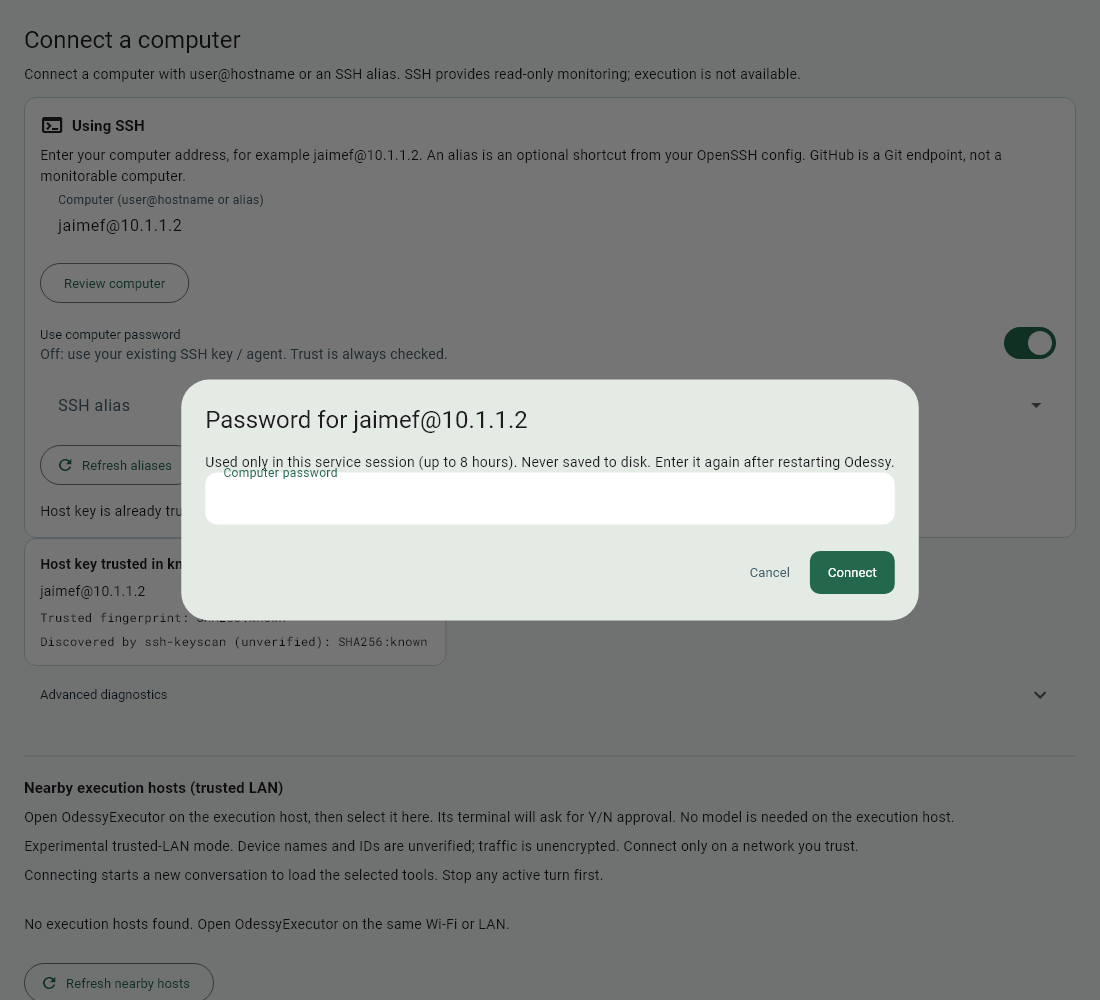 Connect a computer
Connect a computer with user@hostname or an SSH alias. SSH provides read-only monitoring; execution is not available.
Using SSH
Enter your computer address, for example jaimef@10.1.1.2. An alias is an optional shortcut from your OpenSSH config. GitHub is a Git endpoint, not a
monitorable computer.
Computer (user@hostname or alias)
jaimef@10.1.1.2
Review computer
Use computer password
Off: use your existing SSH key / agent. Trust is always checked.
SSH alias
Refresh aliases
Host key is already tru
Password for jaimef@10.1.1.2
Used only in this service session (up to 8 hours). Never saved to disk. Enter it again after restarting Odessy.
Computer password
Cancel
Connect
Host key trusted in kn
jaimef@10.1.1.2
Trusted fingerprint: SHA256:known
Discovered by ssh-keyscan (unverified): SHA256:known
Advanced diagnostics
Nearby execution hosts (trusted LAN)
Open OdessyExecutor on the execution host, then select it here. Its terminal will ask for Y/N approval. No model is needed on the execution host.
Experimental trusted-LAN mode. Device names and IDs are unverified; traffic is unencrypted. Connect only on a network you trust.
Connecting starts a new conversation to load the selected tools. Stop any active turn first.
No execution hosts found. Open OdessyExecutor on the same Wi-Fi or LAN.
Refresh nearby hosts